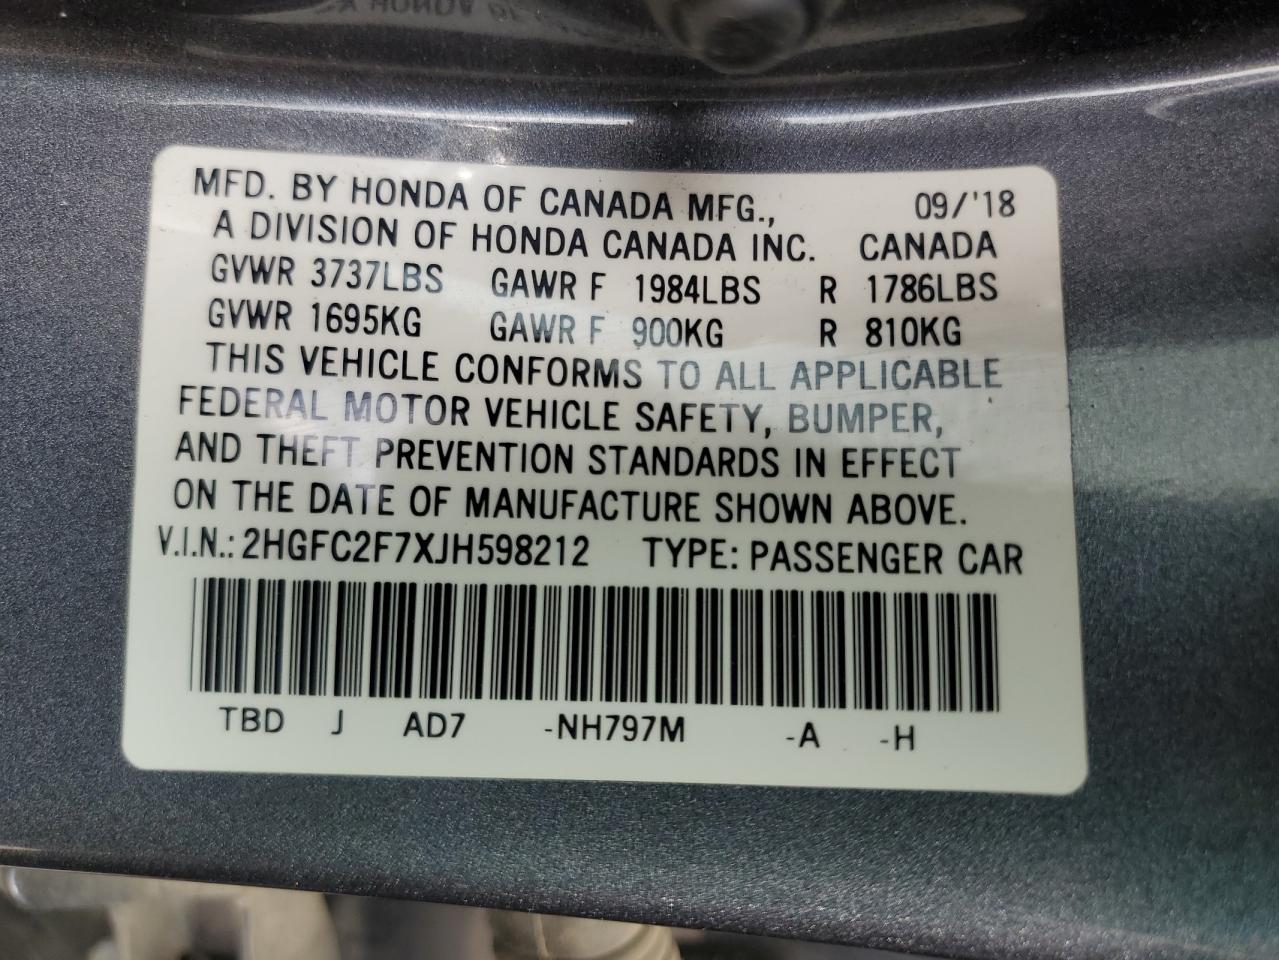 MFD. BY HONDA OF CANADA MFG., 09/'18
A DIVISION OF HONDA CANADA INC. CANADA
GVWR 3737LBS GAWR F 1984LBS R 1786LBS
GVWR 1695KG GAWR F 900KG R 810KG
THIS VEHICLE CONFORMS TO ALL APPLICABLE
FEDERAL MOTOR VEHICLE SAFETY, BUMPER,
AND THEFT PREVENTION STANDARDS IN EFFECT
ON THE DATE OF MANUFACTURE SHOWN ABOVE.
V.I.N.: 2HGFC2F7XJH598212 TYPE: PASSENGER CAR
TBD J AD7 -NH797M -A -H